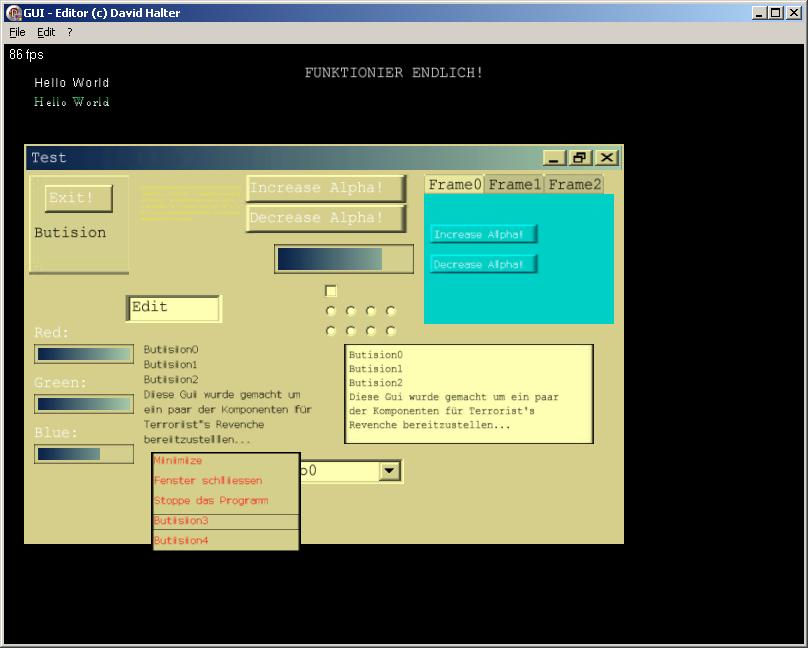 GUI - Editor (c) David Halter
File Edit ?
86 fps
FUNKTIONIER ENDLICH!
Hello World
Hello World
Test
Exit!
Butision
Increase Alpha!
Decrease Alpha!
Frame0 Frame1 Frame2
Increase Alpha!
Decrease Alpha!
Edit
Red:
Green:
Blue:
Butision0
Butision1
Butision2
Diese Gui wurde gemacht um
ein paar der Komponenten für
Terrorist"s Revenche
bereitzustellen...
Butision0
Butision1
Butision2
Diese Gui wurde gemacht um ein paar
der Komponenten für Terrorist's
Revenche bereitzustellen...
Minimize
Fenster schliessen
Stoppe das Programm
Butision3
Butision4
o0